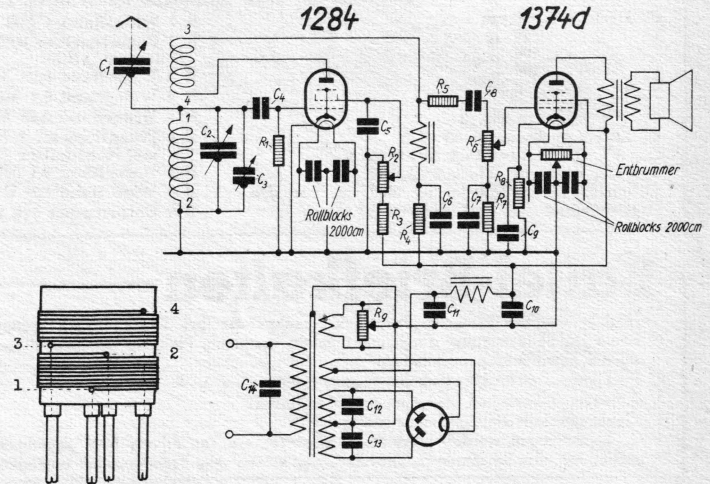 1284 1374d
C1
3
4
1
2
C2
C3
C4
R1
Rollblocks
2000cm
C5
R2
R3
R4
C6
R5
C8
R6
C7
R7
R8
C9
Entbrummer
Rollblocks 2000cm
4
3
2
1
C14
R9
C11
C10
C12
C13